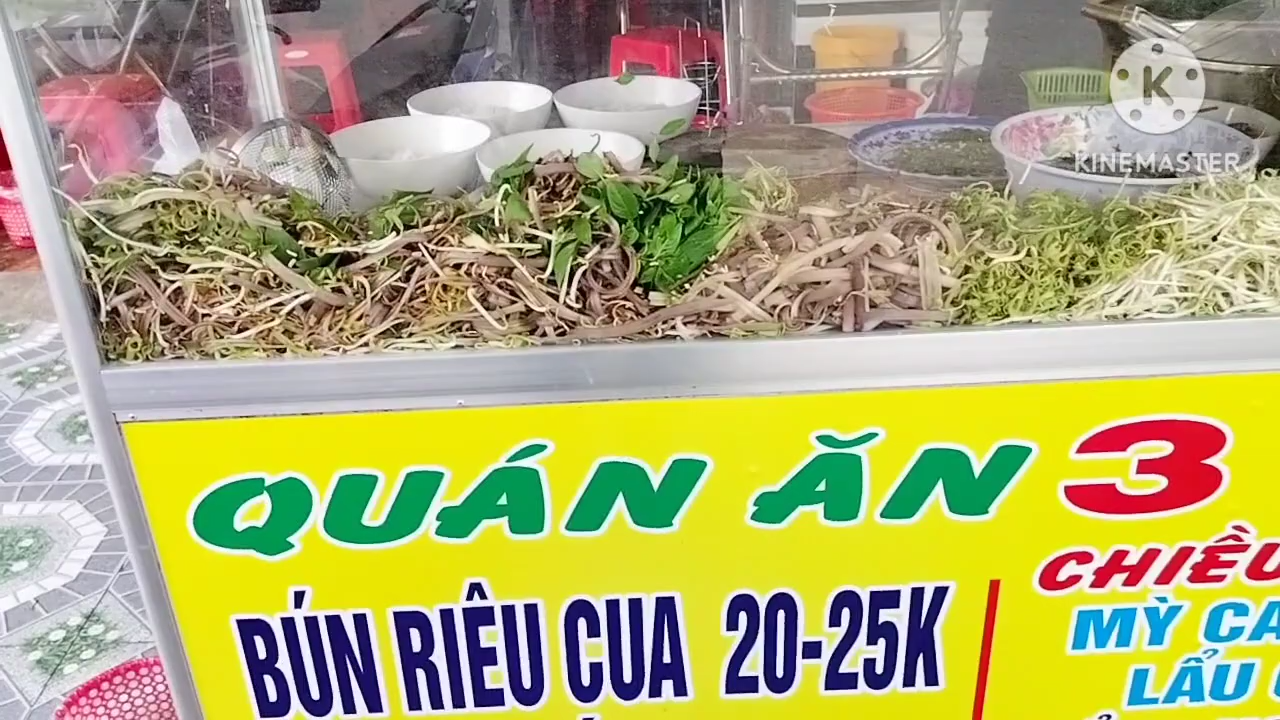 K
KINEMASTER
QUÁN ĂN 3
BÚN RIÊU CUA 20-25K
CHIỀU
MỲ CA
LẨU